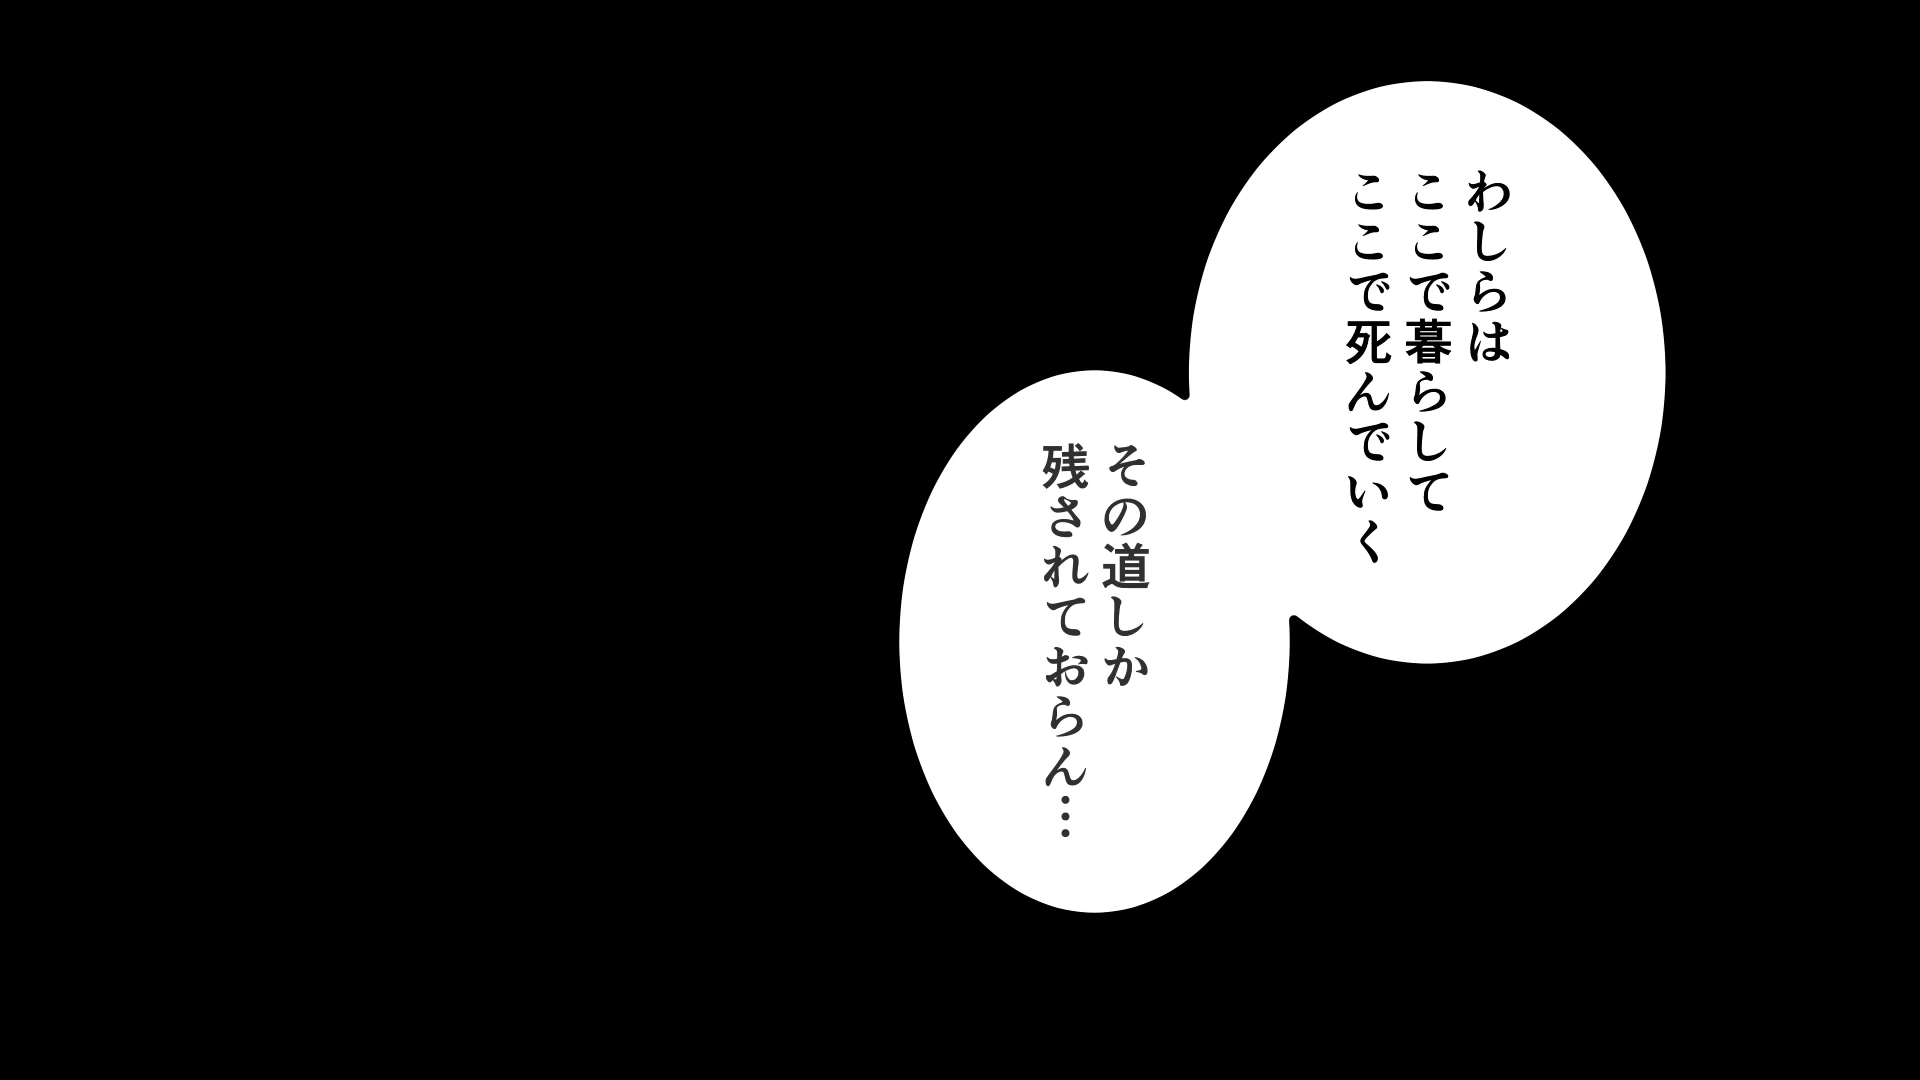 わしらは
ここで暮らして
ここで死んでいく
その道しか
残されておらん…